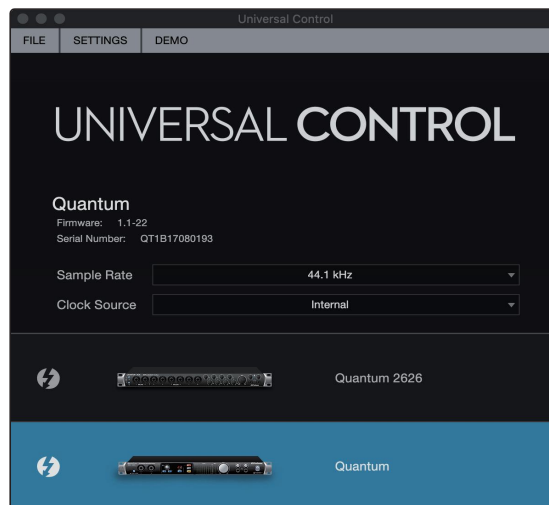 Universal Control
FILE SETTINGS DEMO
UNIVERSAL CONTROL
Quantum
Firmware: 1.1-22
Serial Number: QT1B17080193
Sample Rate 44.1 kHz
Clock Source Internal
Quantum 2626
Quantum